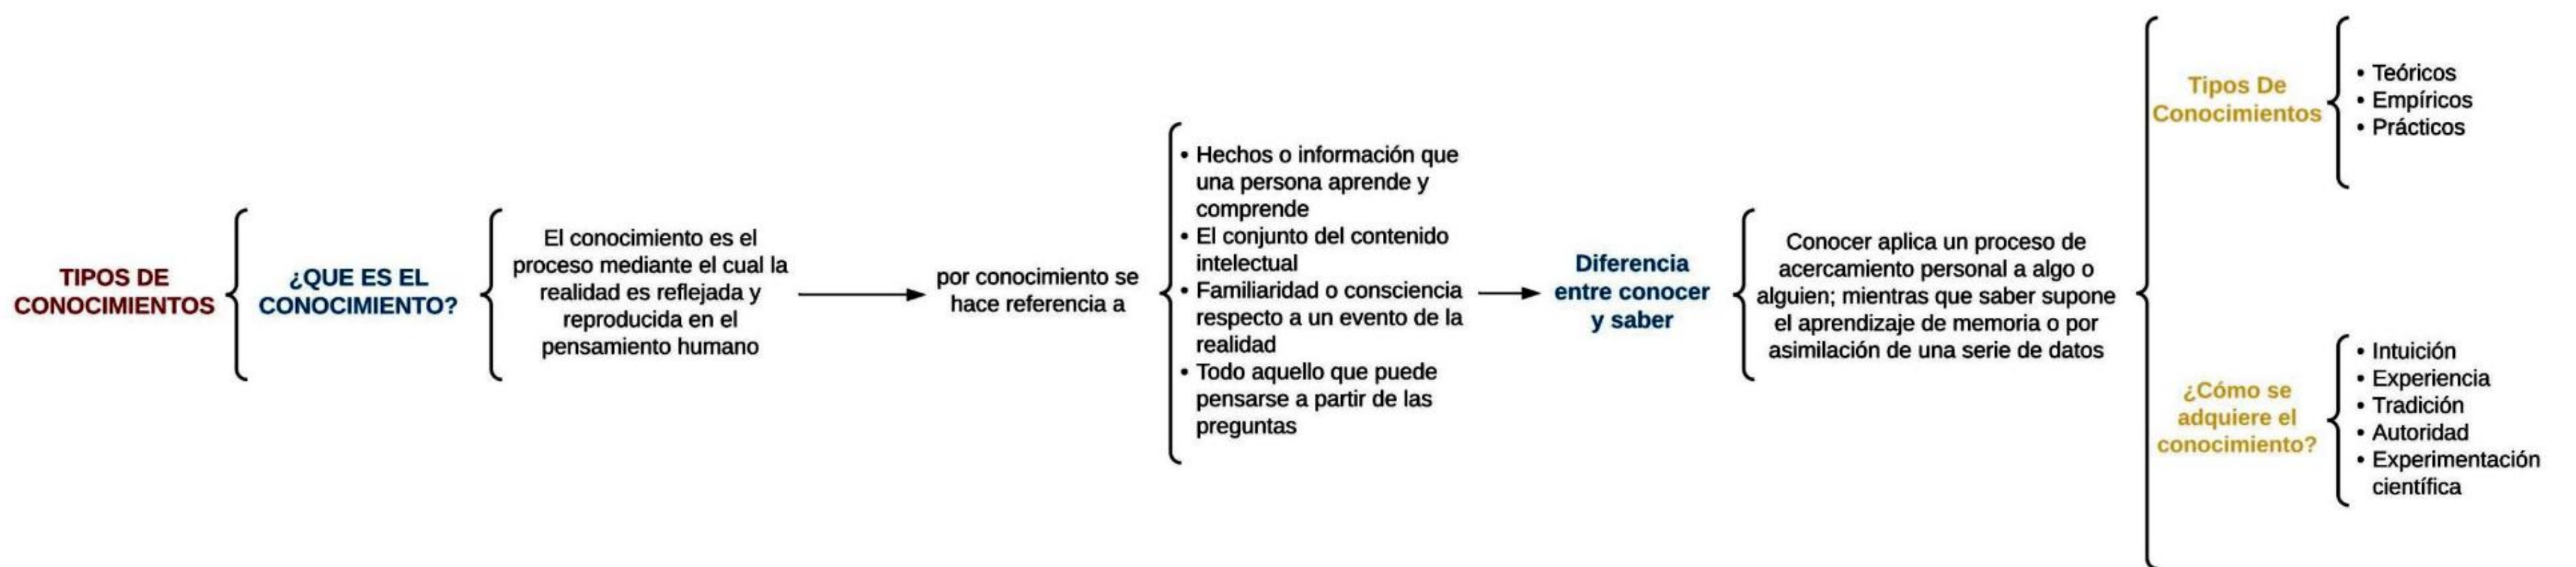 TIPOS DE
CONOCIMIENTOS
¿QUE ES EL
CONOCIMIENTO?
El conocimiento es el
proceso mediante el cual la
realidad es reflejada y
reproducida en el
pensamiento humano
por conocimiento se
hace referencia a
• Hechos o información que
una persona aprende y
comprende
• El conjunto del contenido
intelectual
• Familiaridad o consciencia
respecto a un evento de la
realidad
• Todo aquello que puede
pensarse a partir de las
preguntas
Diferencia
entre conocer
y saber
Conocer aplica un proceso de
acercamiento personal a algo o
alguien; mientras que saber supone
el aprendizaje de memoria o por
asimilación de una serie de datos
Tipos De
Conocimientos
• Teóricos
• Empíricos
• Prácticos
¿Cómo se
adquiere el
conocimiento?
• Intuición
• Experiencia
• Tradición
• Autoridad
• Experimentación
científica